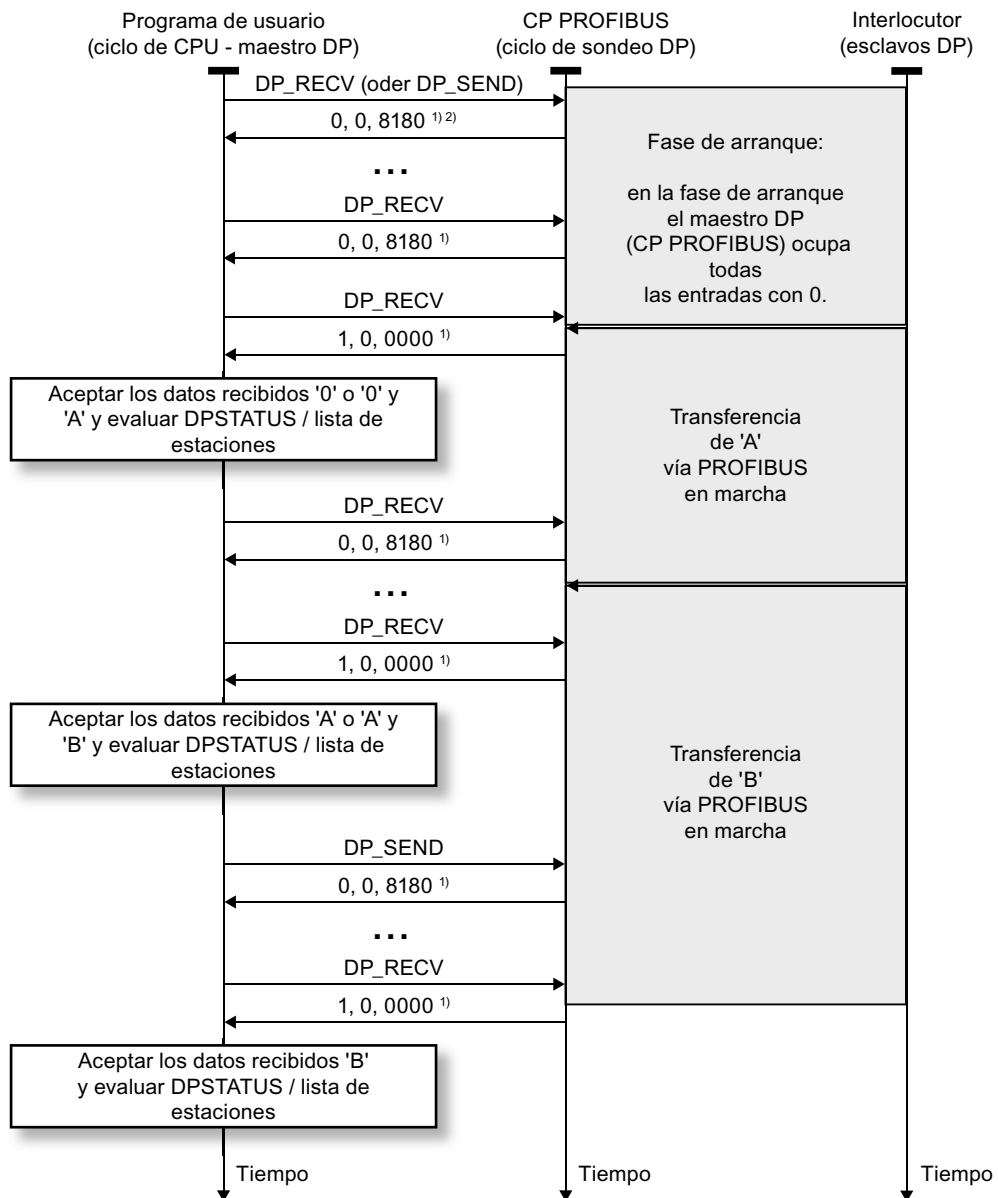 Programa de usuario
(ciclo de CPU - maestro DP)
CP PROFIBUS
(ciclo de sondeo DP)
Interlocutor
(esclavos DP)
DP_RECV (oder DP_SEND)
0, 0, 8180 1) 2)
...
DP_RECV
0, 0, 8180 1)
DP_RECV
1, 0, 0000 1)
Fase de arranque:
en la fase de arranque
el maestro DP
(CP PROFIBUS) ocupa
todas
las entradas con 0.
Aceptar los datos recibidos '0' o '0' y
'A' y evaluar DPSTATUS / lista de
estaciones
Transferencia
de 'A'
vía PROFIBUS
en marcha
DP_RECV
0, 0, 8180 1)
...
DP_RECV
1, 0, 0000 1)
Aceptar los datos recibidos 'A' o 'A' y
'B' y evaluar DPSTATUS / lista de
estaciones
Transferencia
de 'B'
vía PROFIBUS
en marcha
DP_SEND
0, 0, 8180 1)
...
DP_RECV
1, 0, 0000 1)
Aceptar los datos recibidos 'B'
y evaluar DPSTATUS / lista de
estaciones
Tiempo
Tiempo
Tiempo